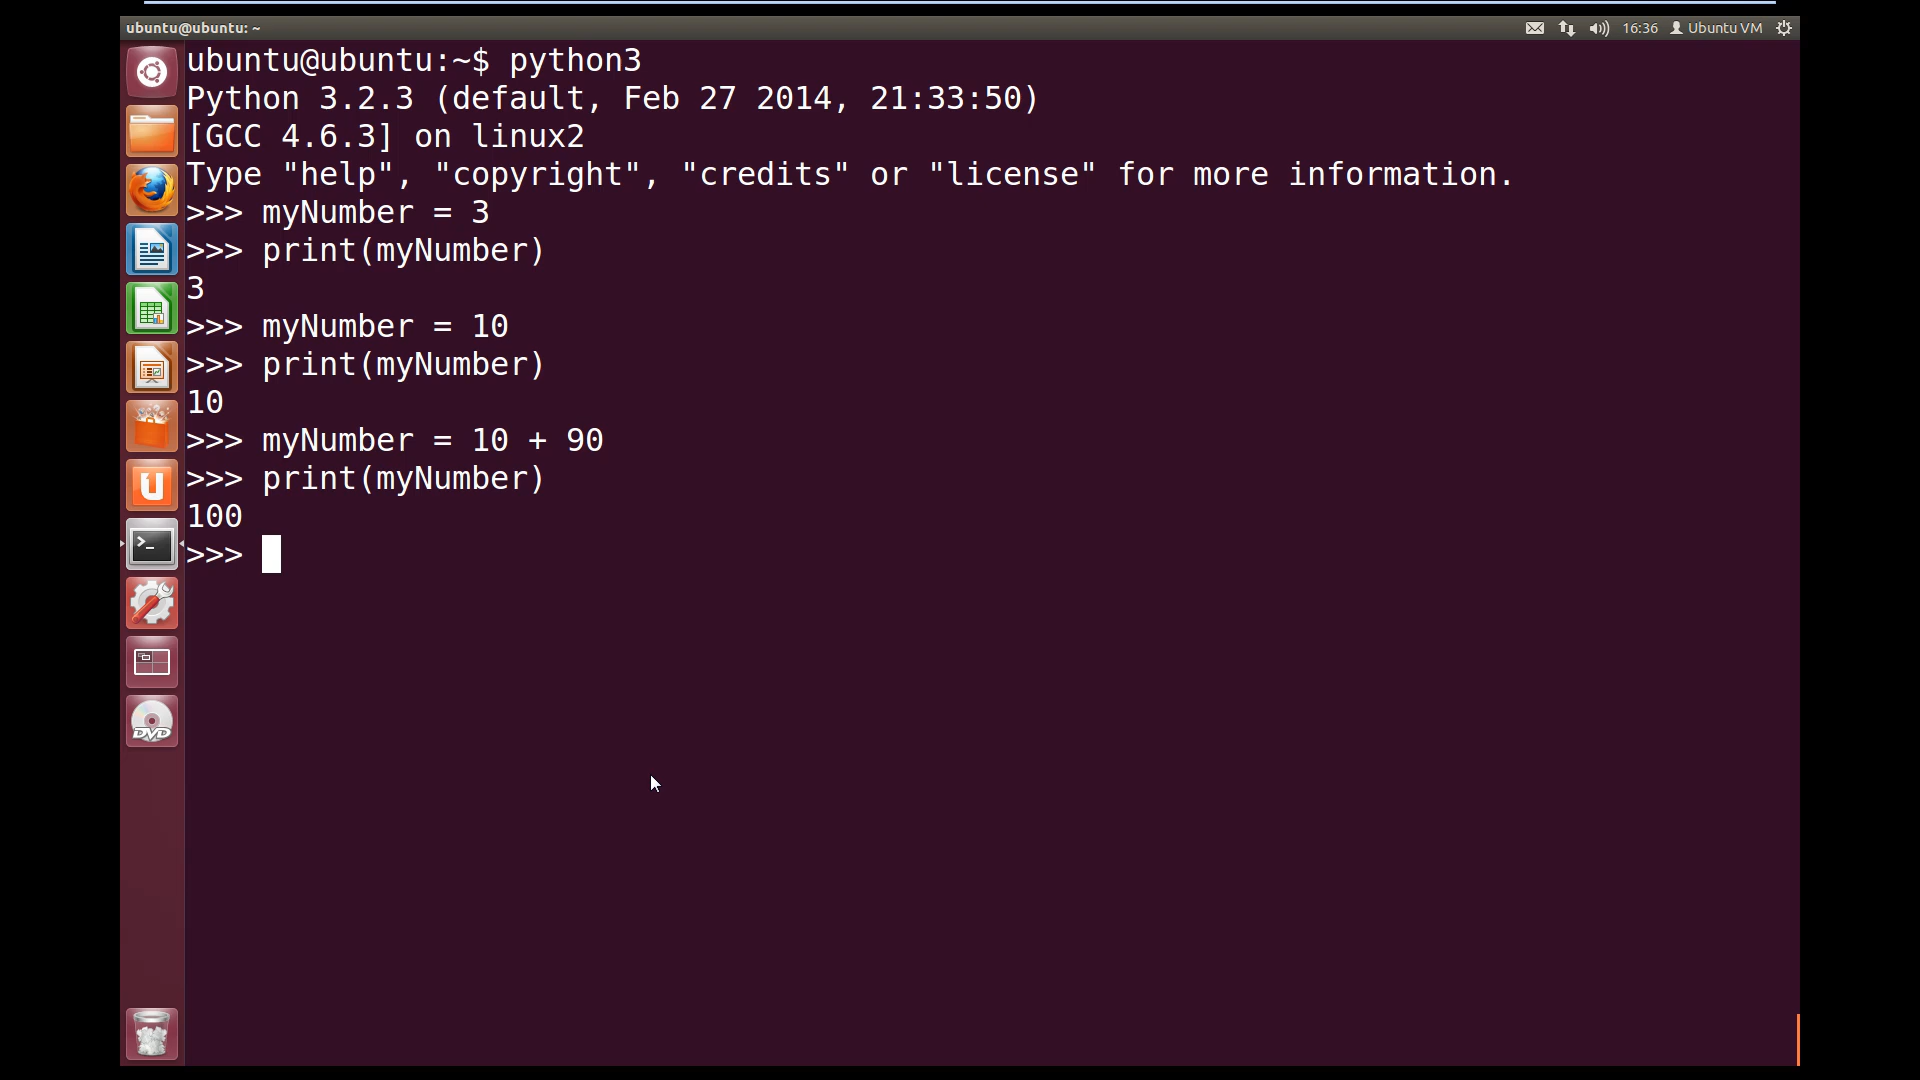 ubuntu@ubuntu: ~
16:36
Ubuntu VM
ubuntu@ubuntu:~$ python3
Python 3.2.3 (default, Feb 27 2014, 21:33:50)
[GCC 4.6.3] on linux2
Type "help", "copyright", "credits" or "license" for more information.
>>> myNumber = 3
>>> print(myNumber)
3
>>> myNumber = 10
>>> print(myNumber)
10
>>> myNumber = 10 + 90
>>> print(myNumber)
100
>>>
>_
DVD